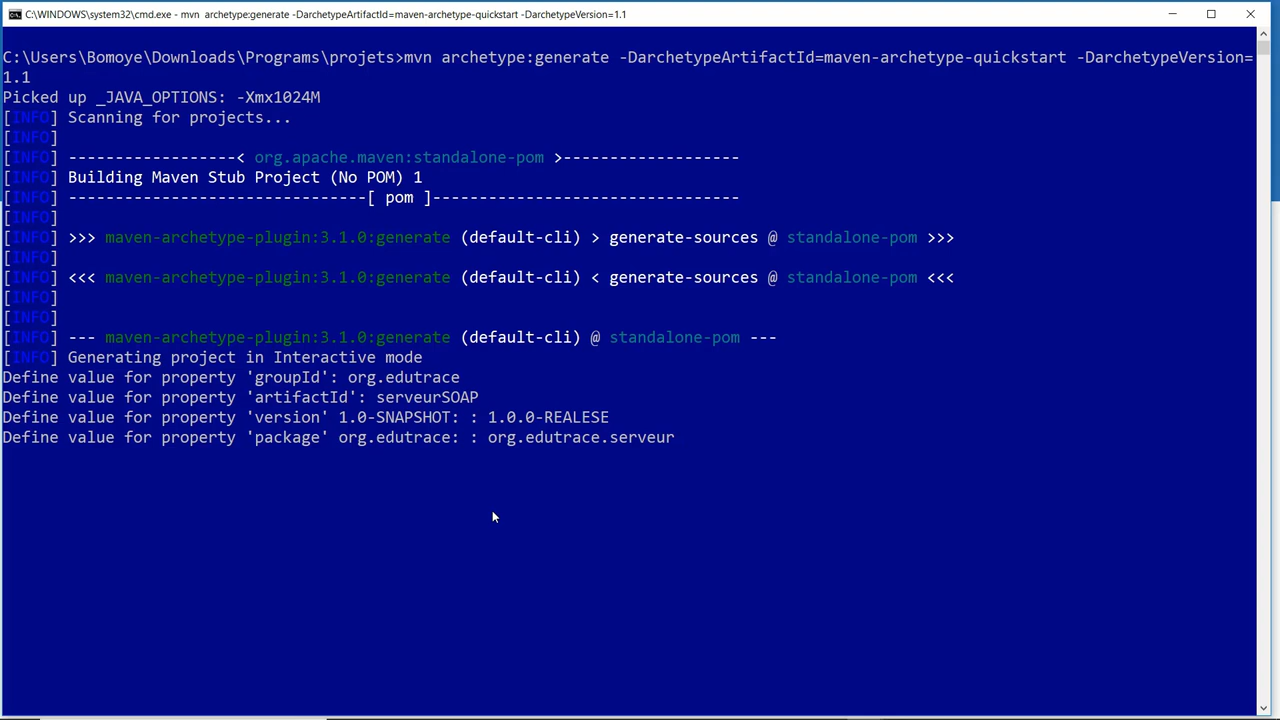 C:\WINDOWS\system32\cmd.exe - mvn  archetype:generate -DarchetypeArtifactId=maven-archetype-quickstart -DarchetypeVersion=1.1
C:\Users\Bomoye\Downloads\Programs\projets>mvn archetype:generate -DarchetypeArtifactId=maven-archetype-quickstart -DarchetypeVersion=
1.1
Picked up _JAVA_OPTIONS: -Xmx1024M
[INFO] Scanning for projects...
[INFO]
[INFO] ------------------< org.apache.maven:standalone-pom >-------------------
[INFO] Building Maven Stub Project (No POM) 1
[INFO] --------------------------------[ pom ]---------------------------------
[INFO]
[INFO] >>> maven-archetype-plugin:3.1.0:generate (default-cli) > generate-sources @ standalone-pom >>>
[INFO]
[INFO] <<< maven-archetype-plugin:3.1.0:generate (default-cli) < generate-sources @ standalone-pom <<<
[INFO]
[INFO]
[INFO] --- maven-archetype-plugin:3.1.0:generate (default-cli) @ standalone-pom ---
[INFO] Generating project in Interactive mode
Define value for property 'groupId': org.edutrace
Define value for property 'artifactId': serveurSOAP
Define value for property 'version' 1.0-SNAPSHOT: : 1.0.0-REALESE
Define value for property 'package' org.edutrace: : org.edutrace.serveur